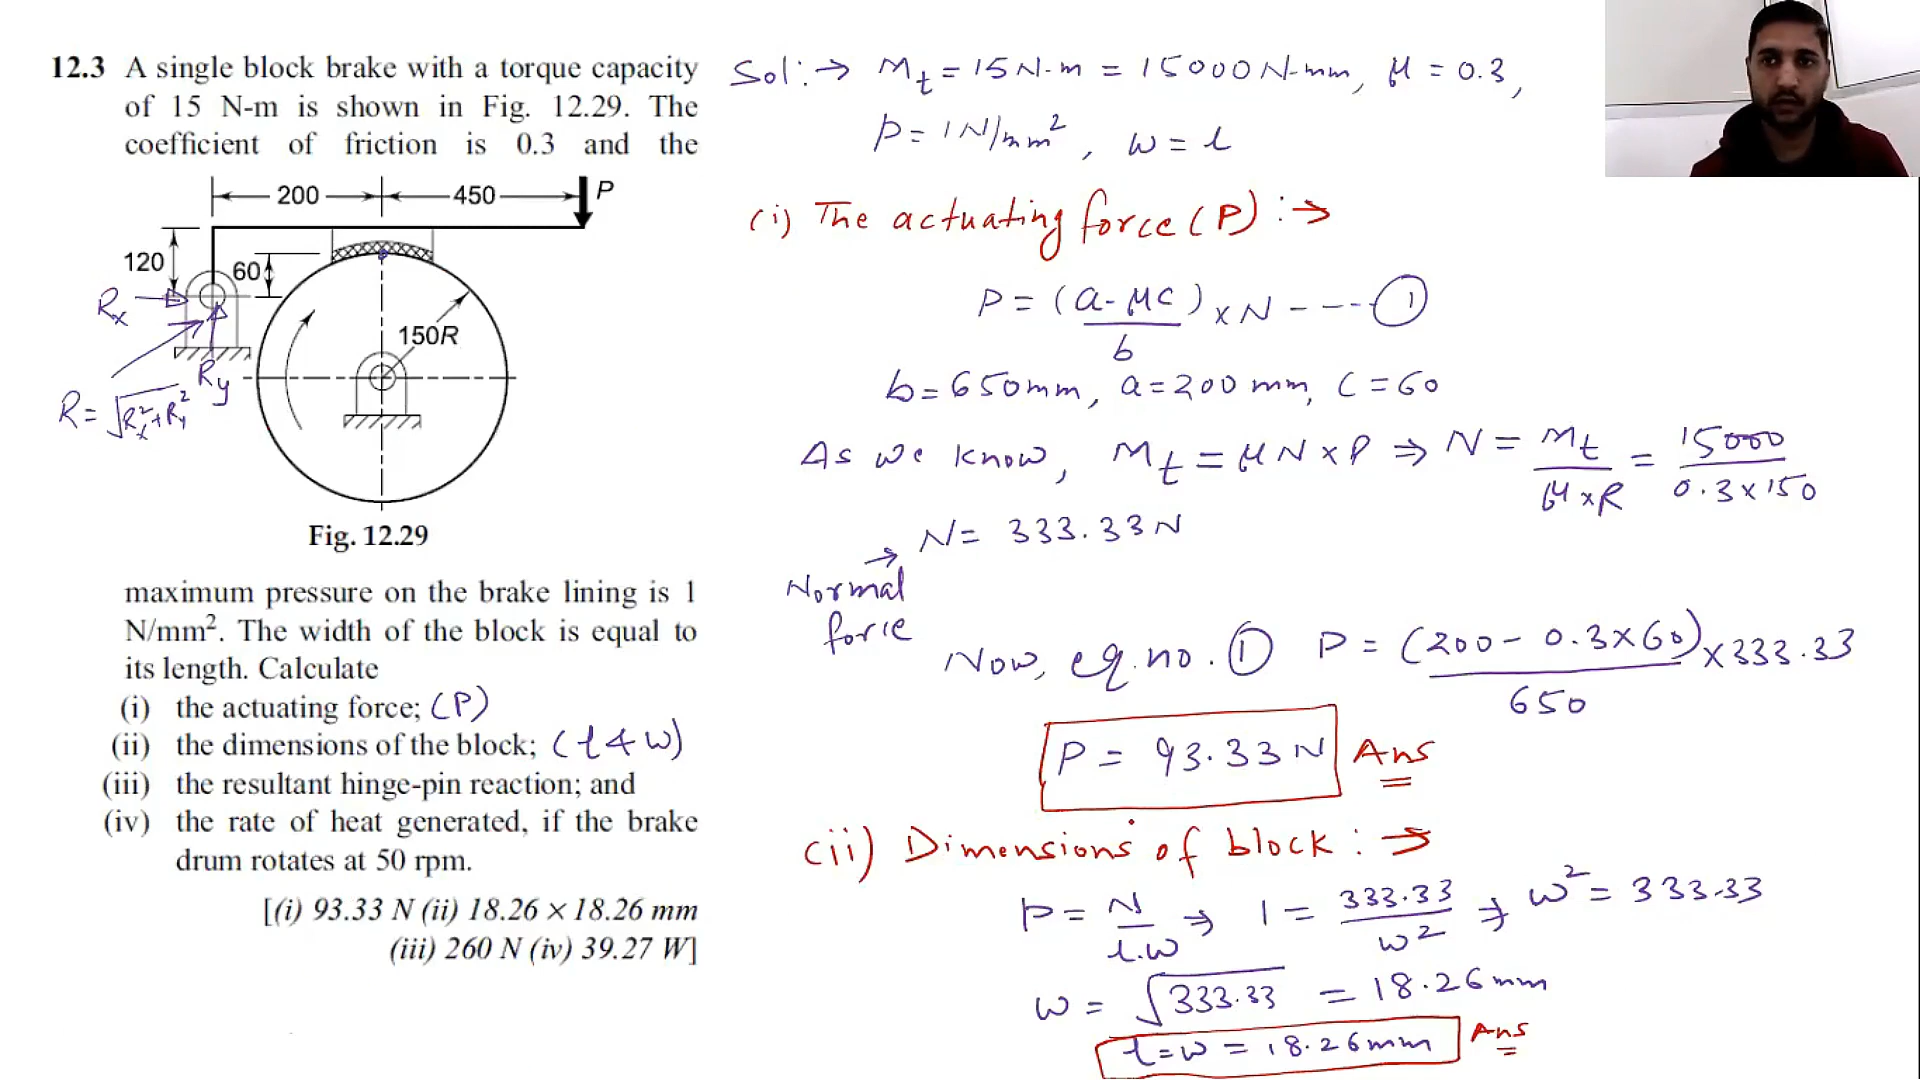 12.3 A single block brake with a torque capacity
of 15 N-m is shown in Fig. 12.29. The
coefficient of friction is 0.3 and the
200
450
P
120
60
150R
Rx
Ry
R = √Rx²+Ry²
Fig. 12.29
maximum pressure on the brake lining is 1
N/mm². The width of the block is equal to
its length. Calculate
(i) the actuating force; (P)
(ii) the dimensions of the block; (l & w)
(iii) the resultant hinge-pin reaction; and
(iv) the rate of heat generated, if the brake
drum rotates at 50 rpm.
[(i) 93.33 N (ii) 18.26 × 18.26 mm
(iii) 260 N (iv) 39.27 W]
Sol:→ Mt = 15 N-m = 15000 N-mm, μ = 0.3,
p = 1 N/mm², w = l
(i) The actuating force (P) :→
P = (a - μc)/b × N ---- ①
b = 650mm, a = 200 mm, c = 60
As we know, Mt = μN×R ⇒ N = Mt/μ×R = 15000/0.3×150
N = 333.33 N
→ Normal
force
Now, eq. no. ① P = (200 - 0.3×60)/650 × 333.33
P = 93.33 N Ans
(ii) Dimensions of block :→
p = N/l.w ⇒ 1 = 333.33/w² ⇒ w² = 333.33
w = √333.33 = 18.26 mm
l = w = 18.26mm Ans